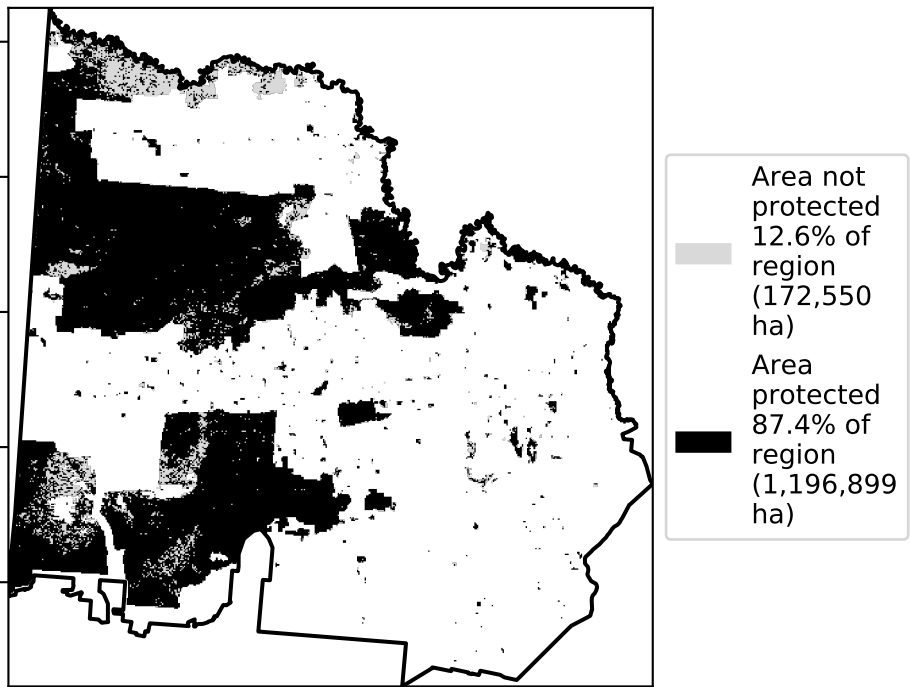 Area not
protected
12.6% of
region
(172,550
ha)
Area
protected
87.4% of
region
(1,196,899
ha)